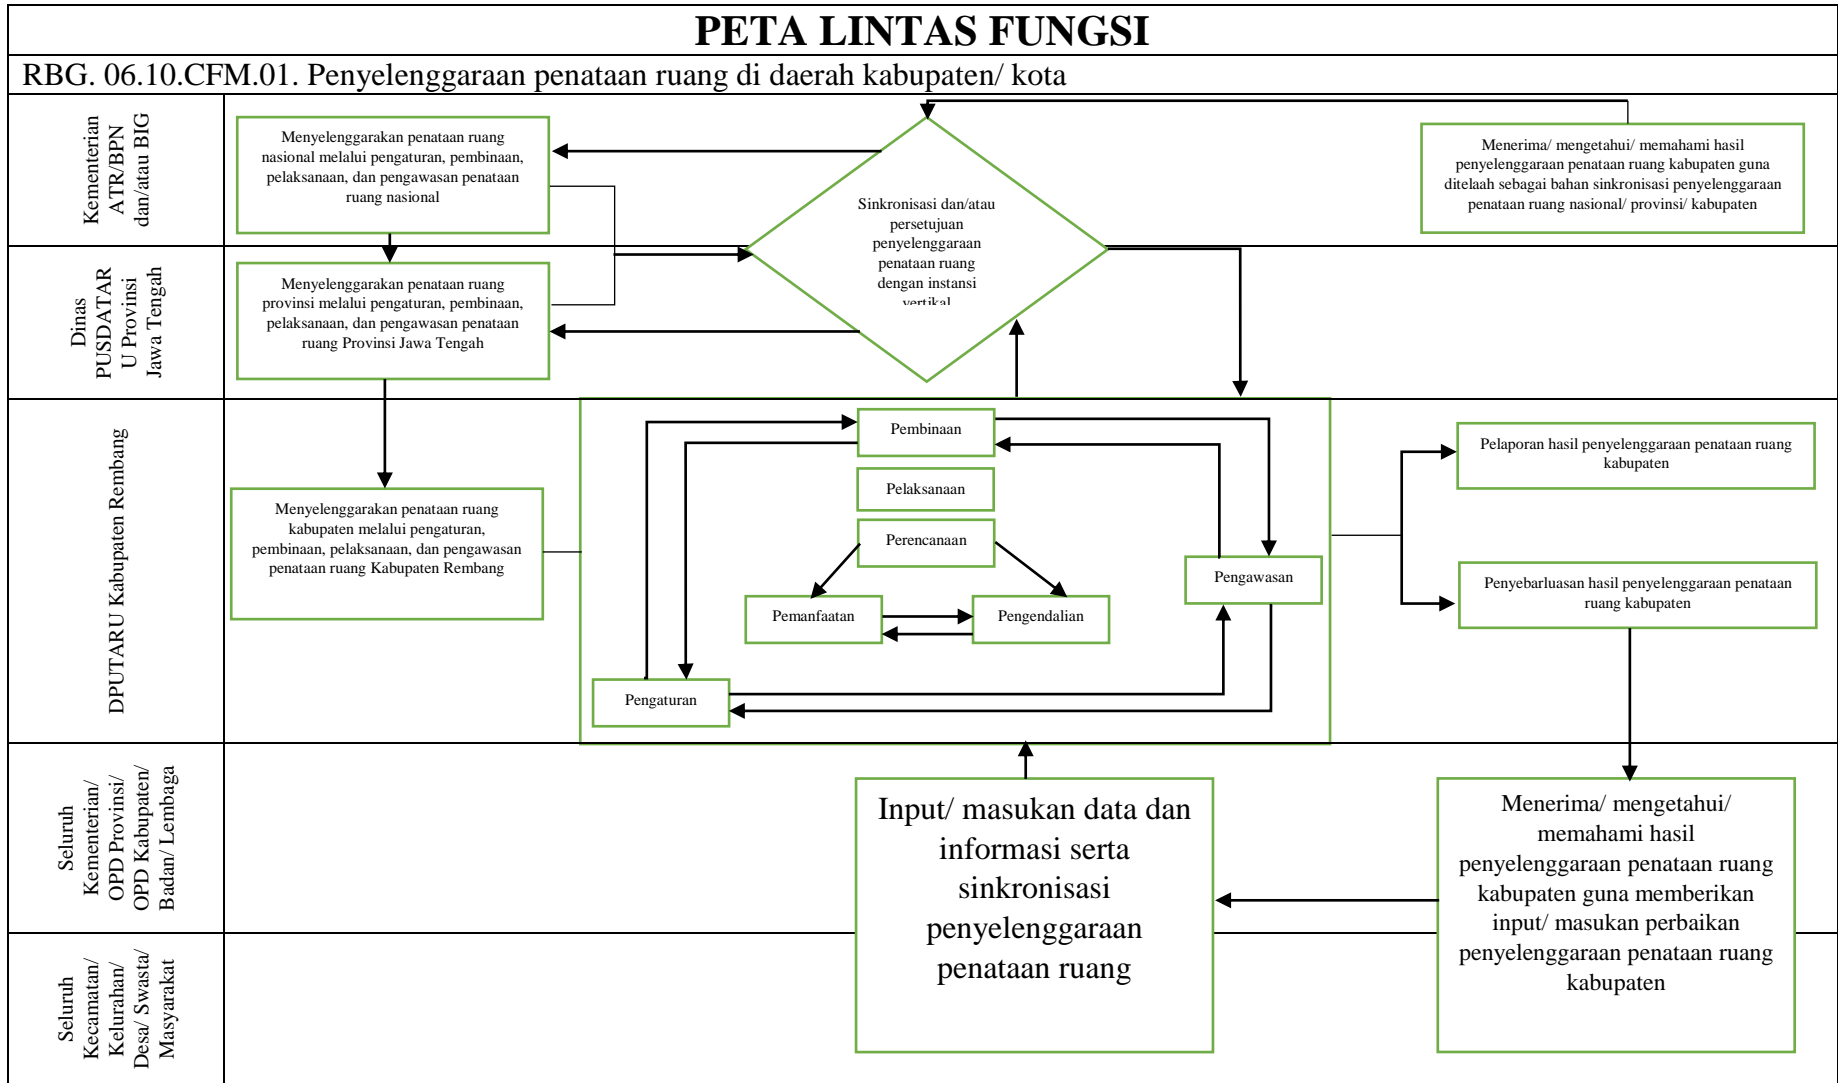 PETA LINTAS FUNGSI
RBG. 06.10.CFM.01. Penyelenggaraan penataan ruang di daerah kabupaten/ kota
Kementerian
ATR/BPN
dan/atau BIG
Menyelenggarakan penataan ruang
nasional melalui pengaturan, pembinaan,
pelaksanaan, dan pengawasan penataan
ruang nasional
Sinkronisasi dan/atau
persetujuan
penyelenggaraan
penataan ruang
dengan instansi
vertikal
Menerima/ mengetahui/ memahami hasil
penyelenggaraan penataan ruang kabupaten guna
ditelaah sebagai bahan sinkronisasi penyelenggaraan
penataan ruang nasional/ provinsi/ kabupaten
Dinas
PUSDATAR
U Provinsi
Jawa Tengah
Menyelenggarakan penataan ruang
provinsi melalui pengaturan, pembinaan,
pelaksanaan, dan pengawasan penataan
ruang Provinsi Jawa Tengah
DPUTARU Kabupaten Rembang
Menyelenggarakan penataan ruang
kabupaten melalui pengaturan,
pembinaan, pelaksanaan, dan pengawasan
penataan ruang Kabupaten Rembang
Pembinaan
Pelaksanaan
Perencanaan
Pemanfaatan
Pengendalian
Pengawasan
Pengaturan
Pelaporan hasil penyelenggaraan penataan ruang
kabupaten
Penyebarluasan hasil penyelenggaraan penataan
ruang kabupaten
Seluruh
Kementerian/
OPD Provinsi/
OPD Kabupaten/
Badan/ Lembaga
Input/ masukan data dan
informasi serta
sinkronisasi
penyelenggaraan
penataan ruang
Menerima/ mengetahui/
memahami hasil
penyelenggaraan penataan ruang
kabupaten guna memberikan
input/ masukan perbaikan
penyelenggaraan penataan ruang
kabupaten
Seluruh
Kecamatan/
Kelurahan/
Desa/ Swasta/
Masyarakat